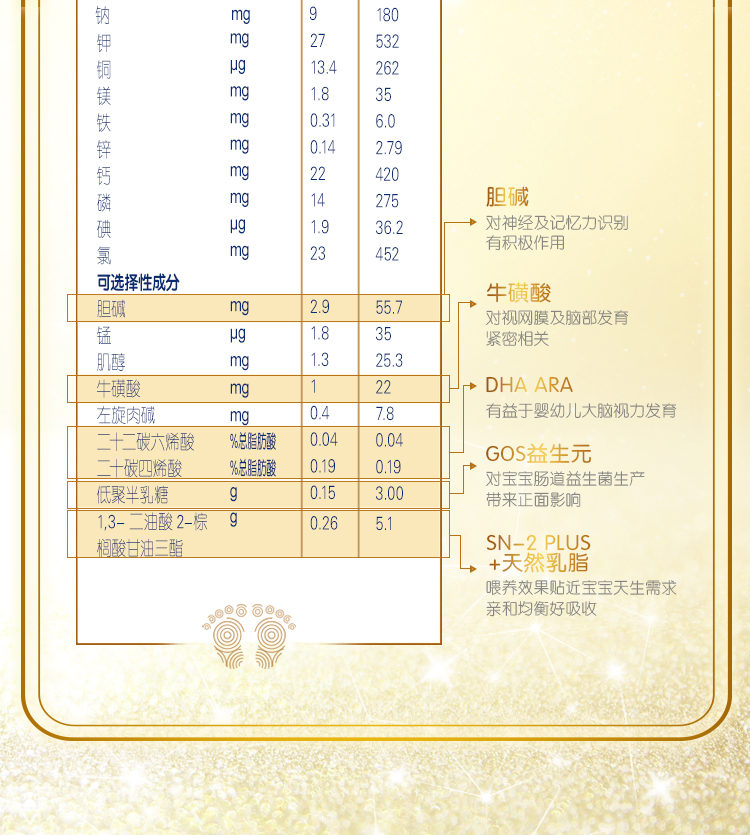 钠 mg 9 180
钾 mg 27 532
铜 μg 13.4 262
镁 mg 1.8 35
铁 mg 0.31 6.0
锌 mg 0.14 2.79
钙 mg 22 420
磷 mg 14 275
碘 μg 1.9 36.2
氯 mg 23 452
可选择性成分
胆碱 mg 2.9 55.7
锰 μg 1.8 35
肌醇 mg 1.3 25.3
牛磺酸 mg 1 22
左旋肉碱 mg 0.4 7.8
二十二碳六烯酸 %总脂肪酸 0.04 0.04
二十碳四烯酸 %总脂肪酸 0.19 0.19
低聚半乳糖 g 0.15 3.00
1,3-二油酸 2-棕 g 0.26 5.1
榈酸甘油三酯
胆碱
对神经及记忆力识别
有积极作用
牛磺酸
对视网膜及脑部发育
紧密相关
DHA ARA
有益于婴幼儿大脑视力发育
GOS益生元
对宝宝肠道益生菌生产
带来正面影响
SN-2 PLUS
+天然乳脂
喂养效果贴近宝宝天生需求
亲和均衡好吸收